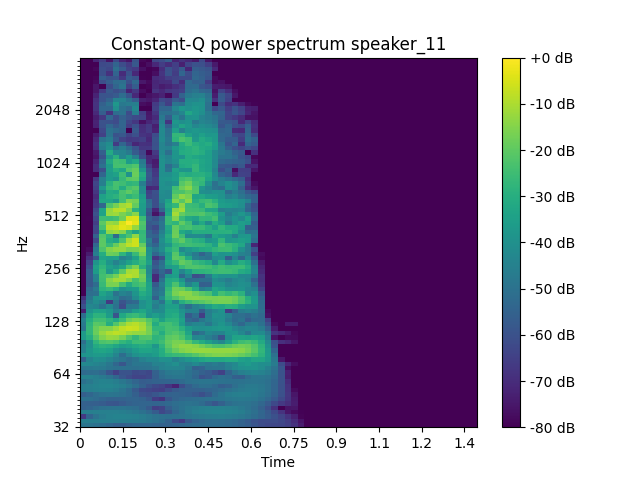 Constant-Q power spectrum speaker_11
Hz
2048
1024
512
256
128
64
32
0 0.15 0.3 0.45 0.6 0.75 0.9 1.1 1.2 1.4
Time
+0 dB
-10 dB
-20 dB
-30 dB
-40 dB
-50 dB
-60 dB
-70 dB
-80 dB